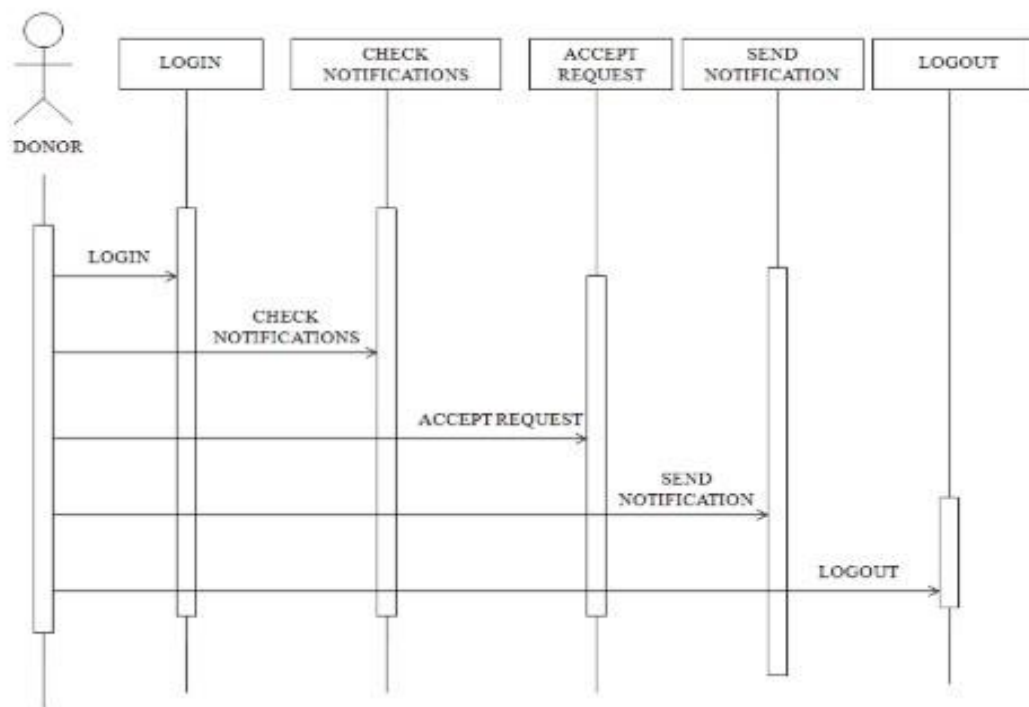 LOGIN
CHECK
NOTIFICATIONS
ACCEPT
REQUEST
SEND
NOTIFICATION
LOGOUT
DONOR
LOGIN
CHECK
NOTIFICATIONS
ACCEPT REQUEST
SEND
NOTIFICATION
LOGOUT